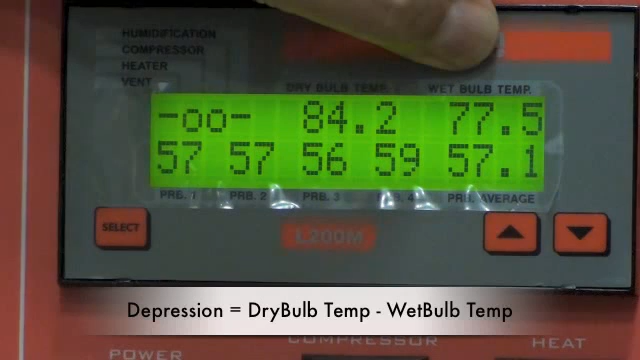 HUMIDIFICATION
COMPRESSOR
HEATER
VENT
DRY BULB TEMP. WET BULB TEMP.
-oo- 84.2 77.5
57 57 56 59 57.1
PRB. 1 PRB. 2 PRB. 3 PRB. 4 PRB. AVERAGE
SELECT
L200M
Depression = DryBulb Temp - WetBulb Temp
COMPRESSOR
POWER HEAT